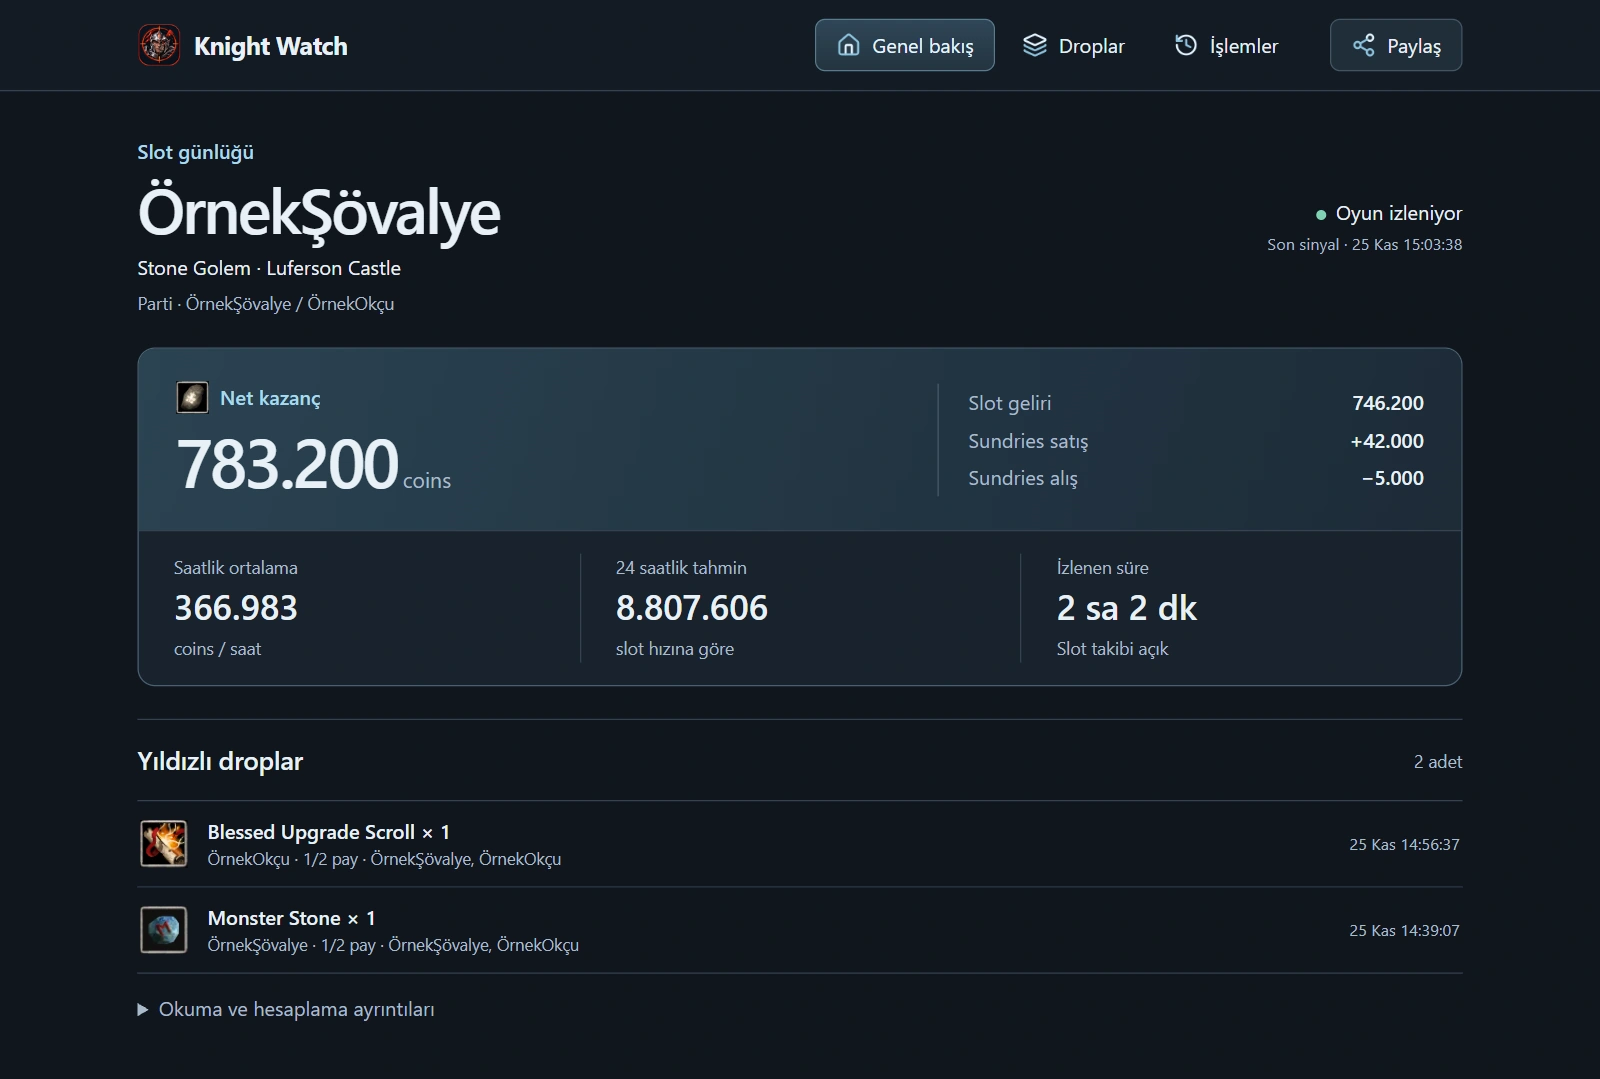 Knight Watch
Genel bakış
Droplar
İşlemler
Paylaş
Slot günlüğü
ÖrnekŞövalye
Stone Golem · Luferson Castle
Parti · ÖrnekŞövalye / ÖrnekOkçu
Oyun izleniyor
Son sinyal · 25 Kas 15:03:38
Net kazanç
783.200 coins
Slot geliri 746.200
Sundries satış +42.000
Sundries alış −5.000
Saatlik ortalama
366.983
coins / saat
24 saatlik tahmin
8.807.606
slot hızına göre
İzlenen süre
2 sa 2 dk
Slot takibi açık
Yıldızlı droplar
2 adet
Blessed Upgrade Scroll × 1
ÖrnekOkçu · 1/2 pay · ÖrnekŞövalye, ÖrnekOkçu
25 Kas 14:56:37
Monster Stone × 1
ÖrnekŞövalye · 1/2 pay · ÖrnekŞövalye, ÖrnekOkçu
25 Kas 14:39:07
Okuma ve hesaplama ayrıntıları